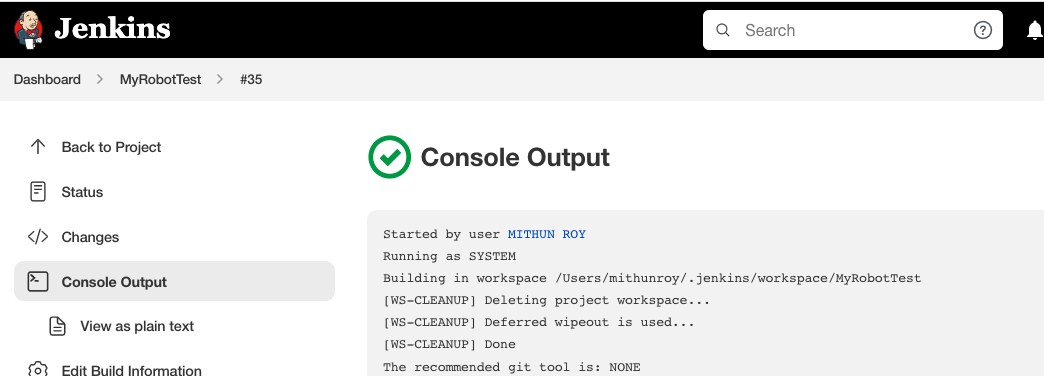 Jenkins
Search
Dashboard > MyRobotTest > #35
Back to Project
Status
Changes
Console Output
View as plain text
Edit Build Information
Console Output
Started by user MITHUN ROY
Running as SYSTEM
Building in workspace /Users/mithunroy/.jenkins/workspace/MyRobotTest
[WS-CLEANUP] Deleting project workspace...
[WS-CLEANUP] Deferred wipeout is used...
[WS-CLEANUP] Done
The recommended git tool is: NONE